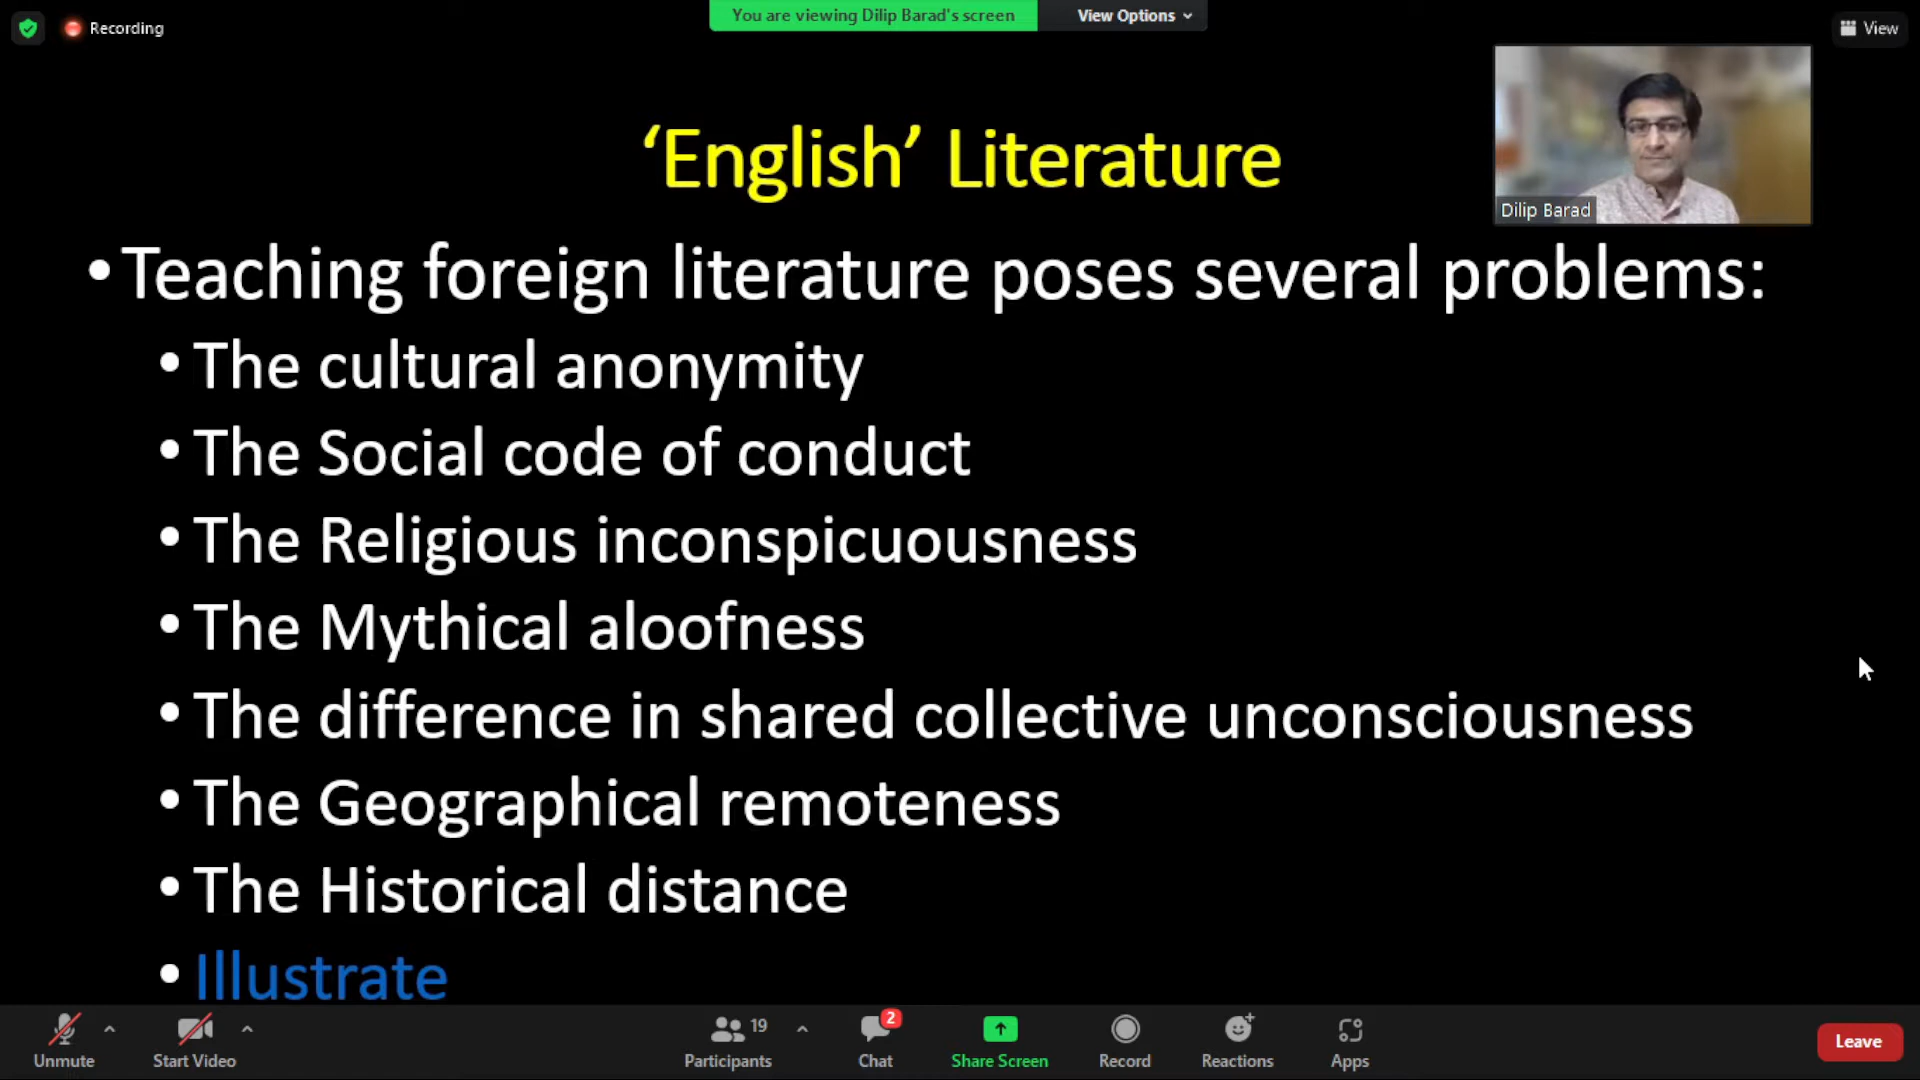 Recording
You are viewing Dilip Barad's screen
View Options
View
Dilip Barad
‘English’ Literature
• Teaching foreign literature poses several problems:
• The cultural anonymity
• The Social code of conduct
• The Religious inconspicuousness
• The Mythical aloofness
• The difference in shared collective unconsciousness
• The Geographical remoteness
• The Historical distance
• Illustrate
Unmute
Start Video
19
Participants
2
Chat
Share Screen
Record
Reactions
Apps
Leave